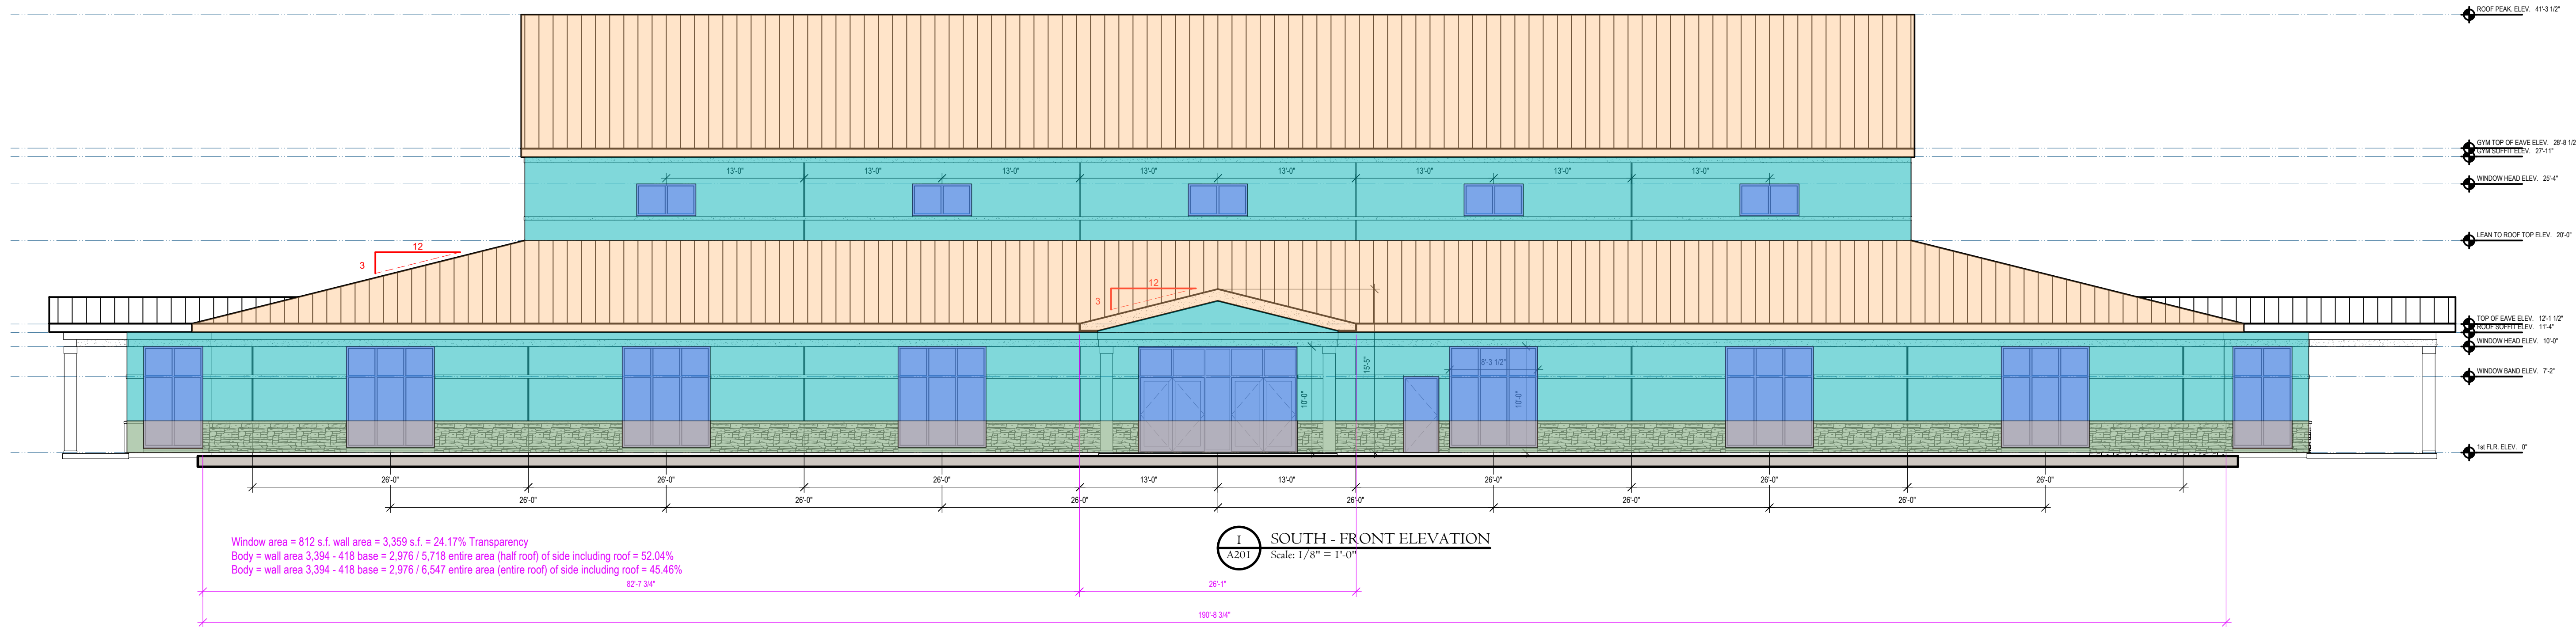 ROOF PEAK. ELEV. 41'-3 1/2"
GYM TOP OF EAVE ELEV. 28'-8 1/2
GYM SOFFIT ELEV. 27'-11"
13'-0" 13'-0" 13'-0" 13'-0" 13'-0" 13'-0" 13'-0" 13'-0"
WINDOW HEAD ELEV. 25'-4"
LEAN TO ROOF TOP ELEV. 20'-0"
12
3
12
3
TOP OF EAVE ELEV. 12'-1 1/2"
ROOF SOFFIT ELEV. 11'-4"
WINDOW HEAD ELEV. 10'-0"
15'-5"
8'-3 1/2"
WINDOW BAND ELEV. 7'-2"
10'-0" 10'-0"
1st FLR. ELEV. 0"
26'-0" 26'-0" 26'-0" 13'-0" 13'-0" 26'-0" 26'-0" 26'-0"
26'-0" 26'-0" 26'-0" 26'-0" 26'-0" 26'-0"
1
A201
SOUTH - FRONT ELEVATION
Scale: 1/8" = 1'-0"
Window area = 812 s.f. wall area = 3,359 s.f. = 24.17% Transparency
Body = wall area 3,394 - 418 base = 2,976 / 5,718 entire area (half roof) of side including roof = 52.04%
Body = wall area 3,394 - 418 base = 2,976 / 6,547 entire area (entire roof) of side including roof = 45.46%
82'-7 3/4" 26'-1"
190'-8 3/4"